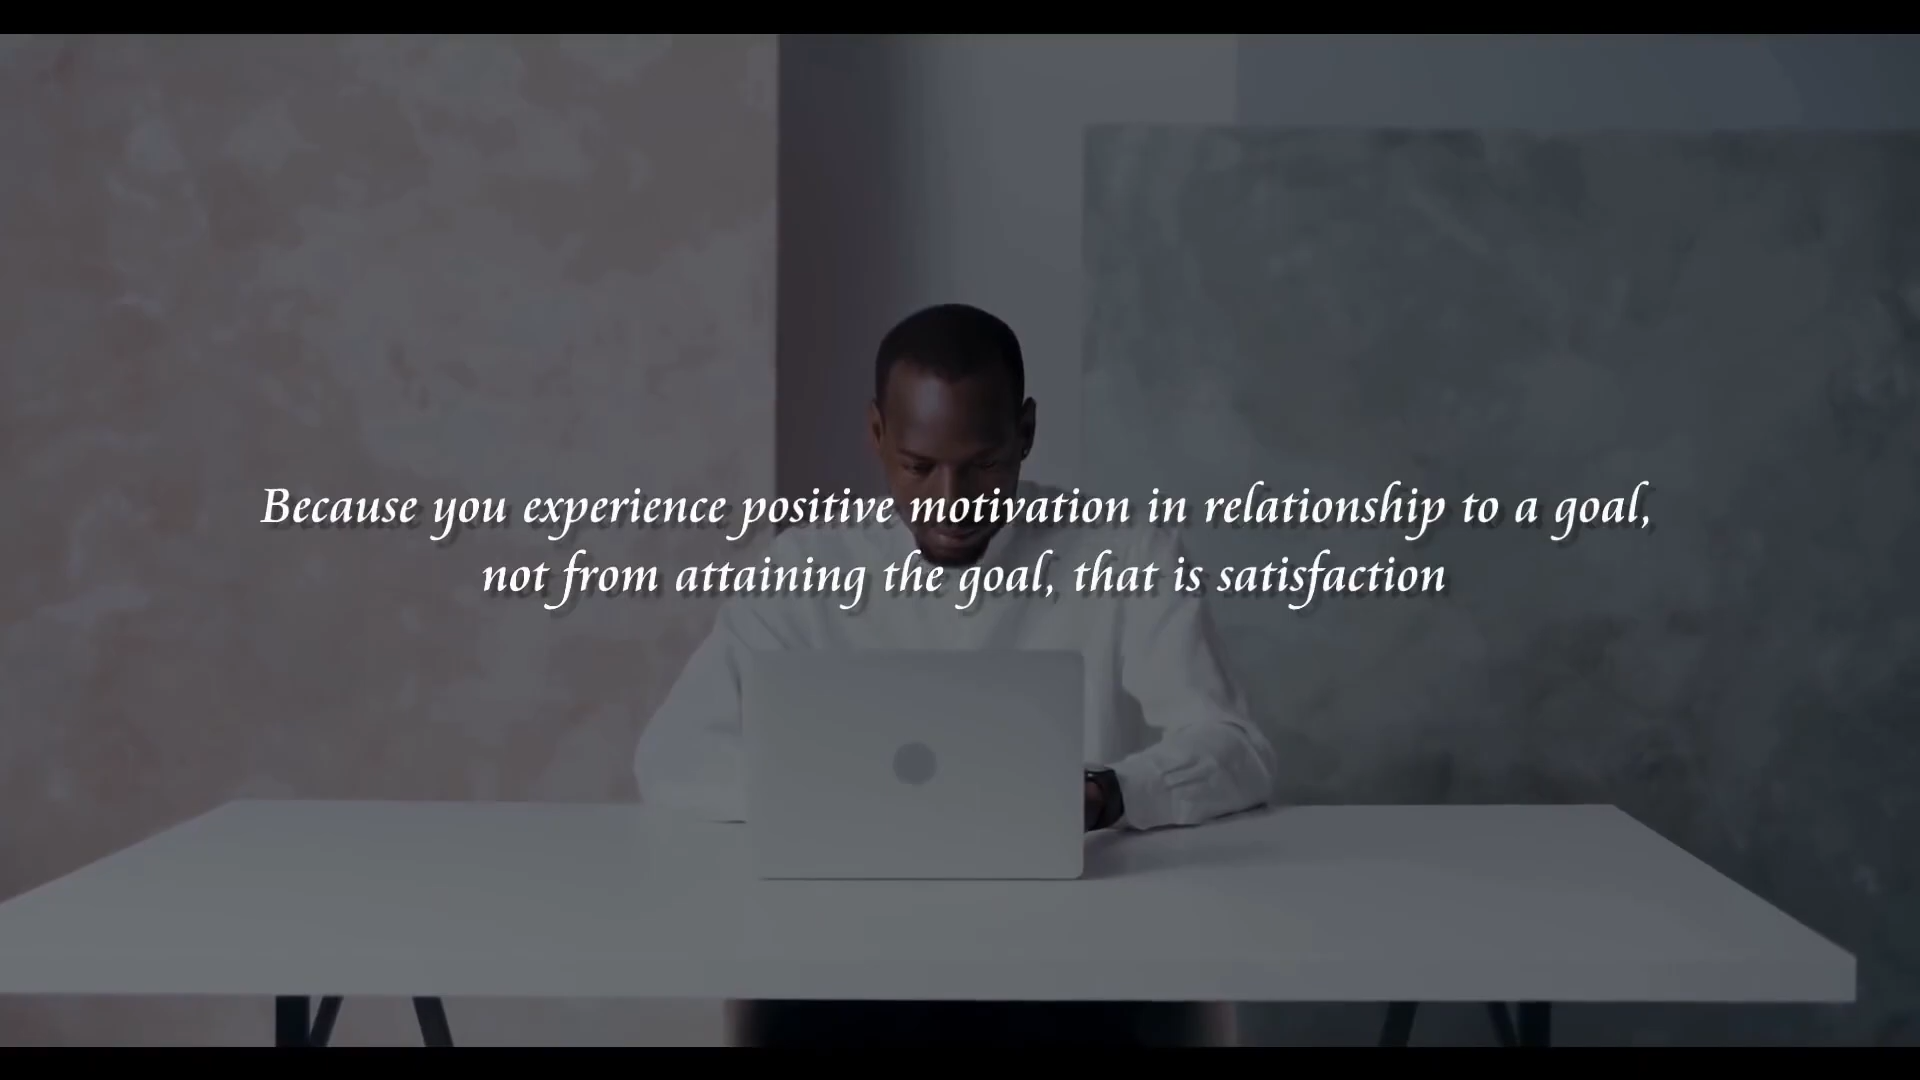 Because you experience positive motivation in relationship to a goal,
not from attaining the goal, that is satisfaction